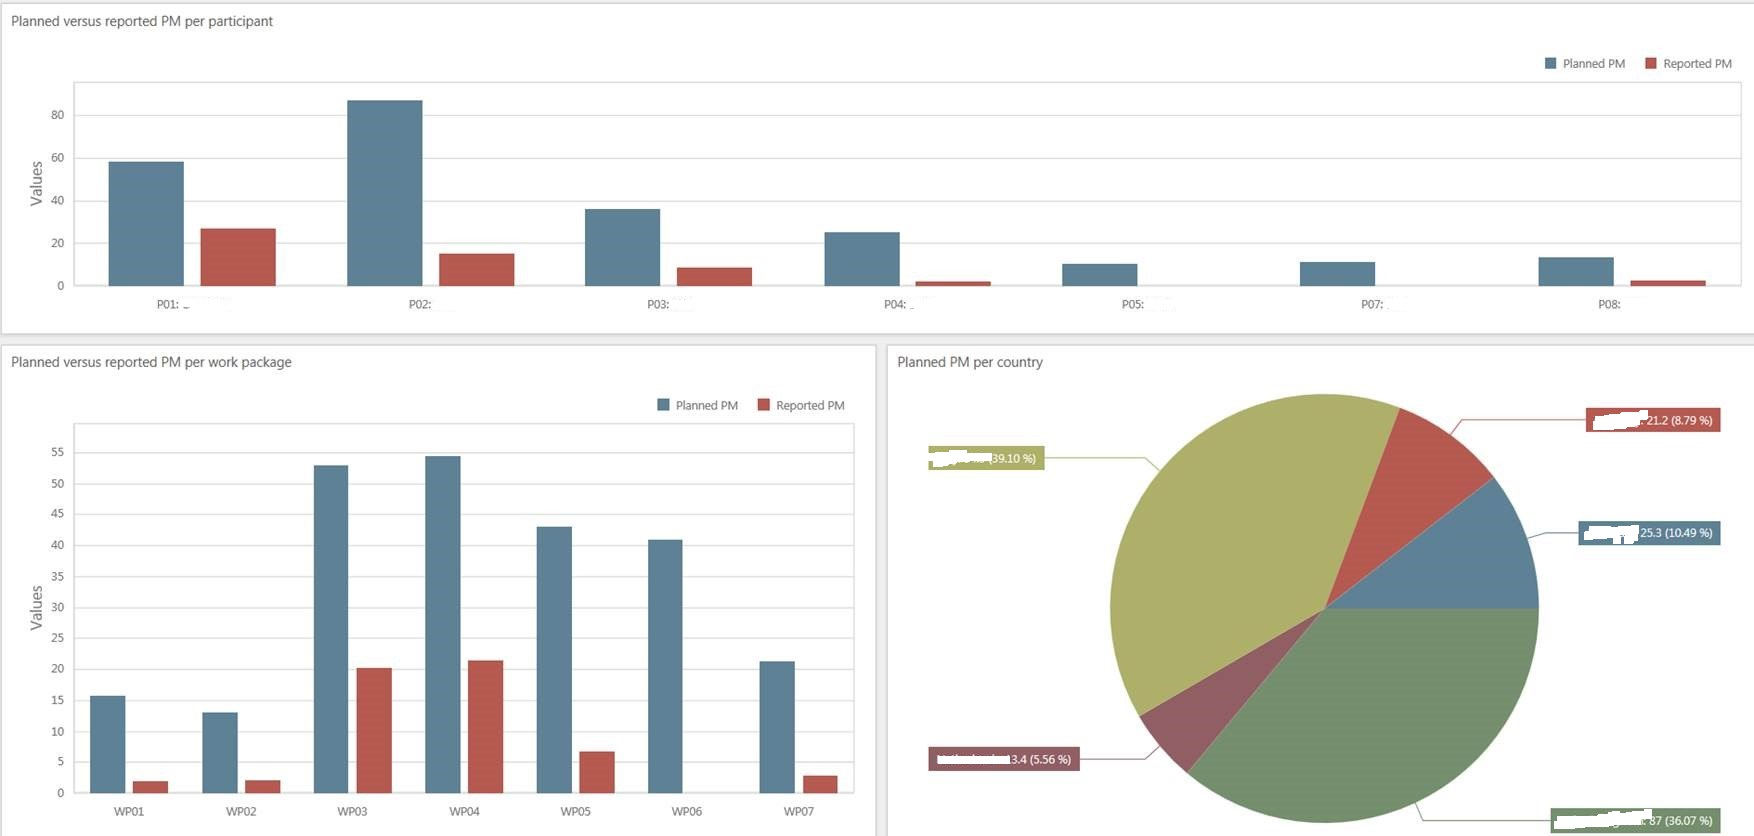 Planned versus reported PM per participant
Planned PM Reported PM
80
60
40
20
0
Values
P01: P02: P03: P04: P05: P07: P08:
Planned versus reported PM per work package
Planned PM Reported PM
55
50
45
40
35
30
25
20
15
10
5
0
Values
WP01 WP02 WP03 WP04 WP05 WP06 WP07
Planned PM per country
21.2 (8.79 %)
(39.10 %)
25.3 (10.49 %)
3.4 (5.56 %)
87 (36.07 %)